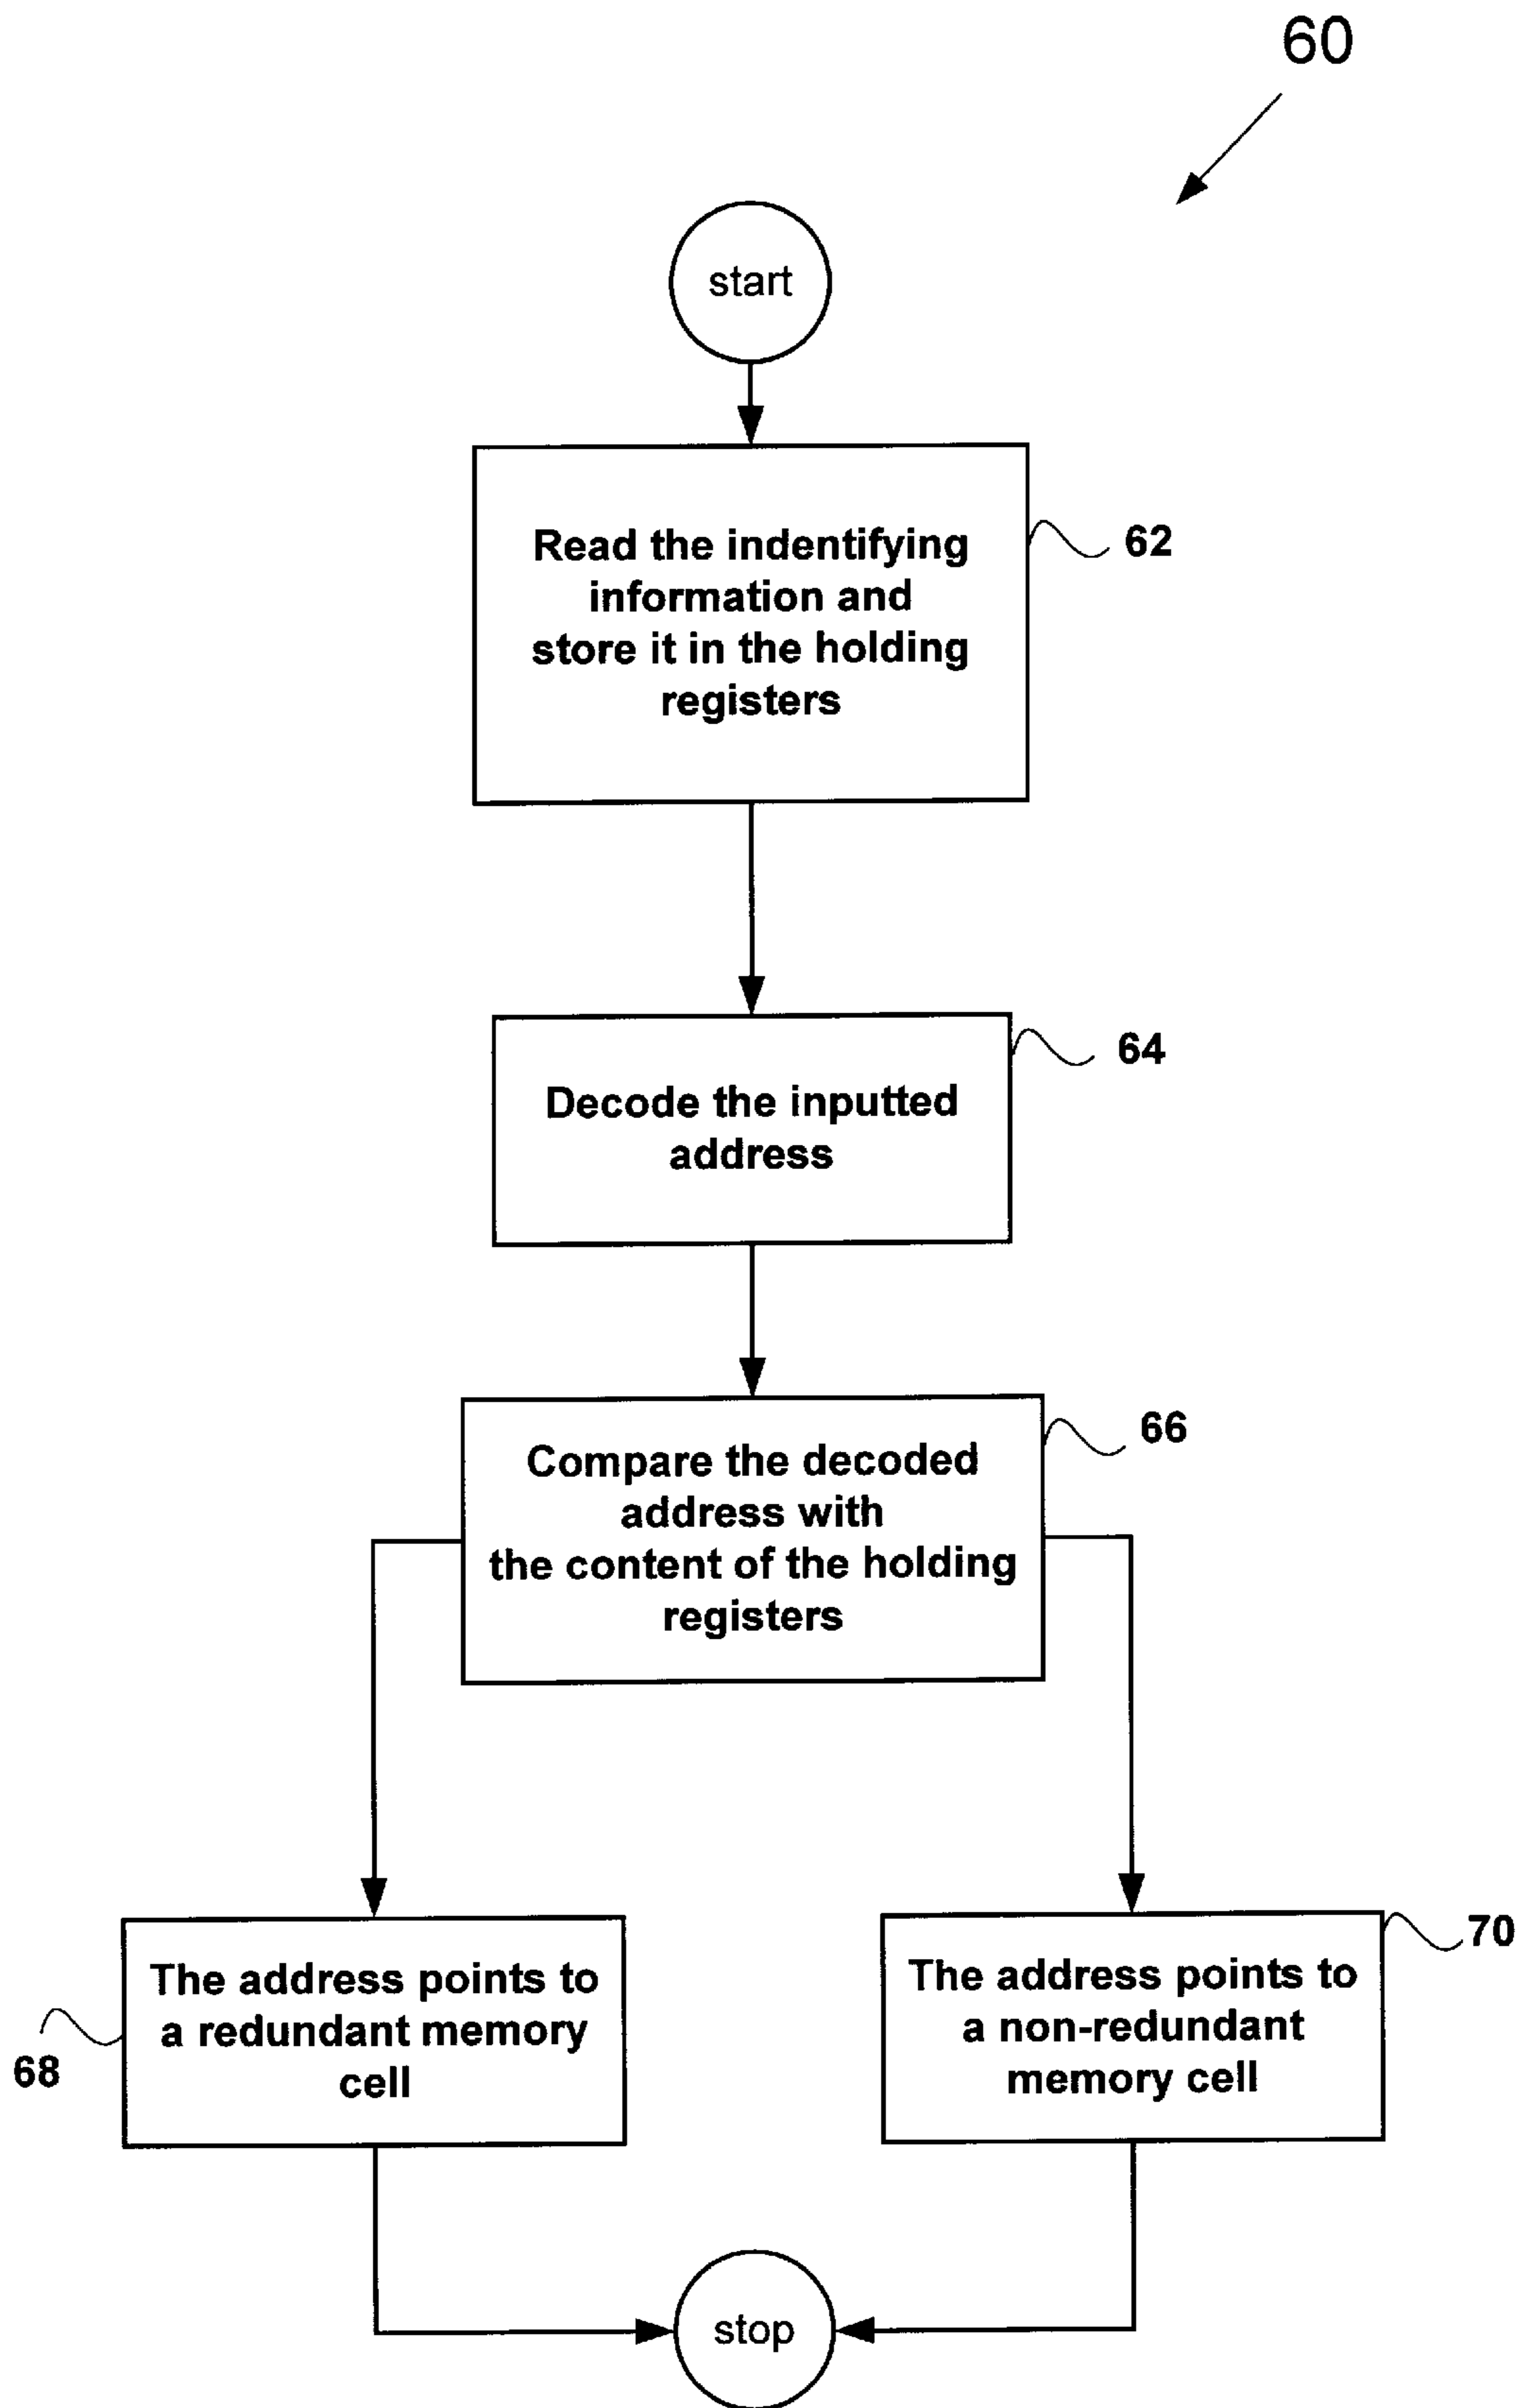 60
start
Read the indentifying
information and
store it in the holding
registers
62
Decode the inputted
address
64
Compare the decoded
address with
the content of the holding
registers
66
The address points to
a redundant memory
cell
68
The address points to
a non-redundant
memory cell
70
stop